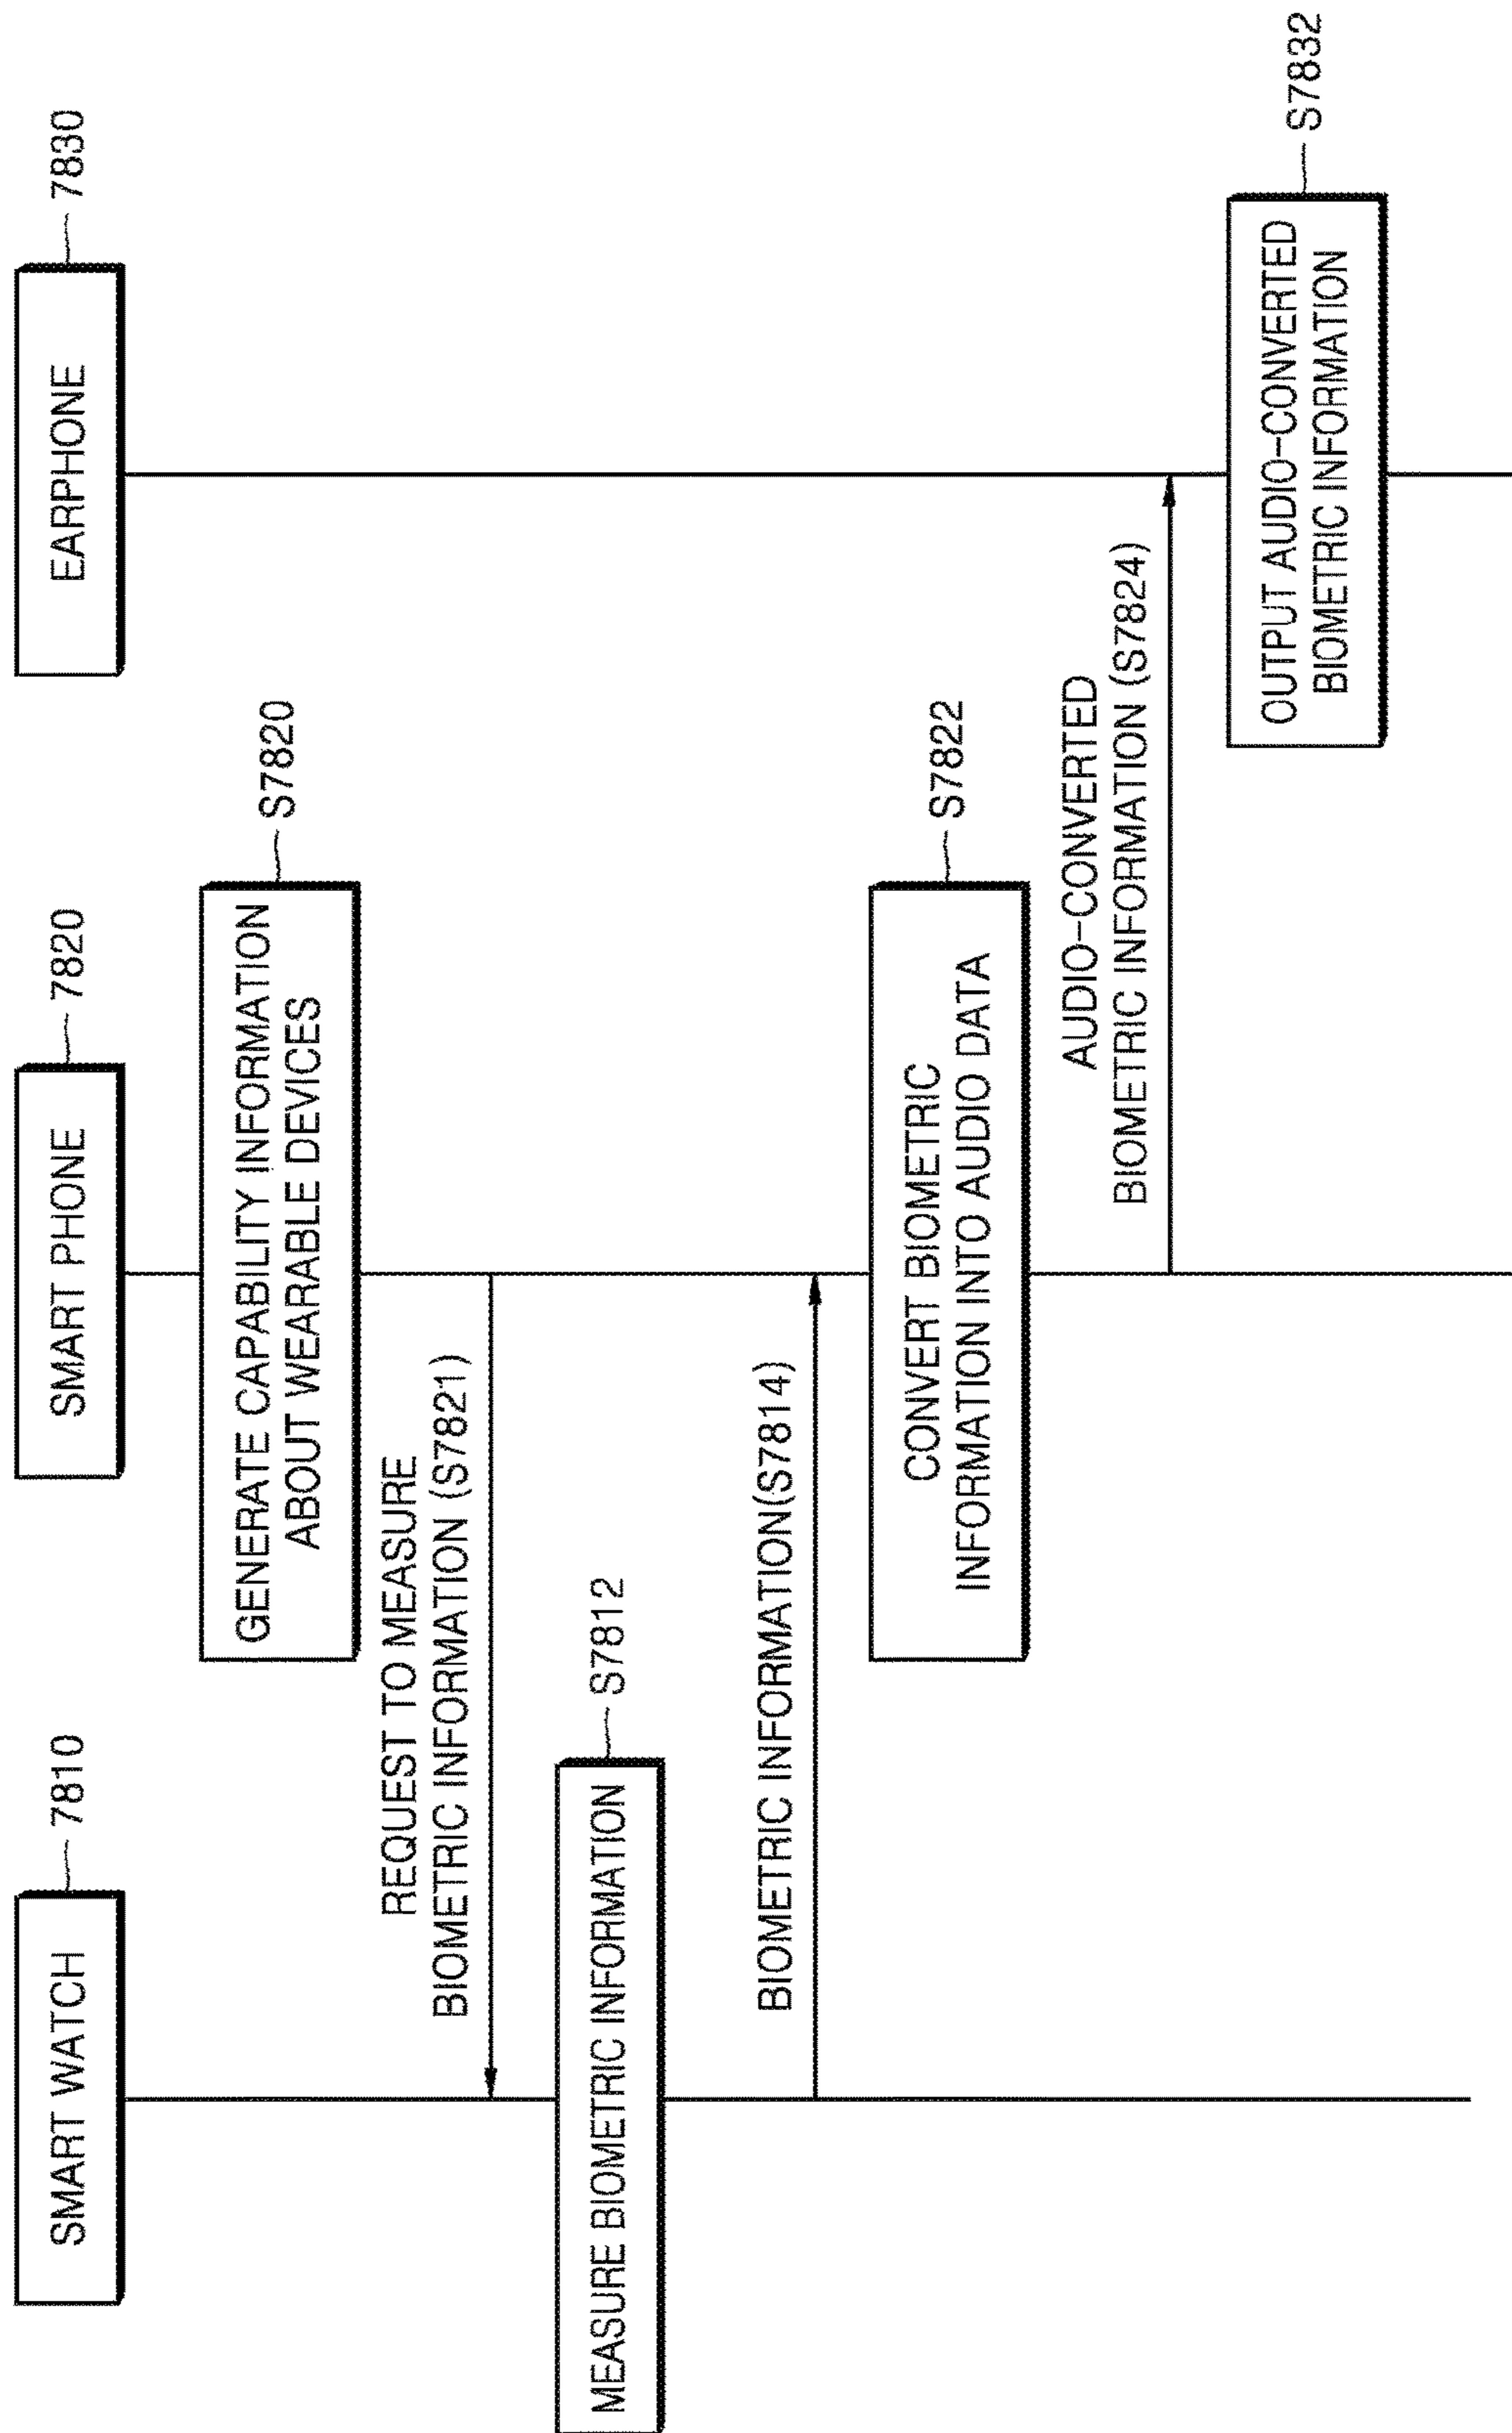 SMART WATCH
7810
SMART PHONE
7820
EARPHONE
7830
GENERATE CAPABILITY INFORMATION
ABOUT WEARABLE DEVICES
S7820
REQUEST TO MEASURE
BIOMETRIC INFORMATION (S7821)
MEASURE BIOMETRIC INFORMATION
S7812
BIOMETRIC INFORMATION(S7814)
CONVERT BIOMETRIC
INFORMATION INTO AUDIO DATA
S7822
AUDIO-CONVERTED
BIOMETRIC INFORMATION (S7824)
OUTPUT AUDIO-CONVERTED
BIOMETRIC INFORMATION
S7832